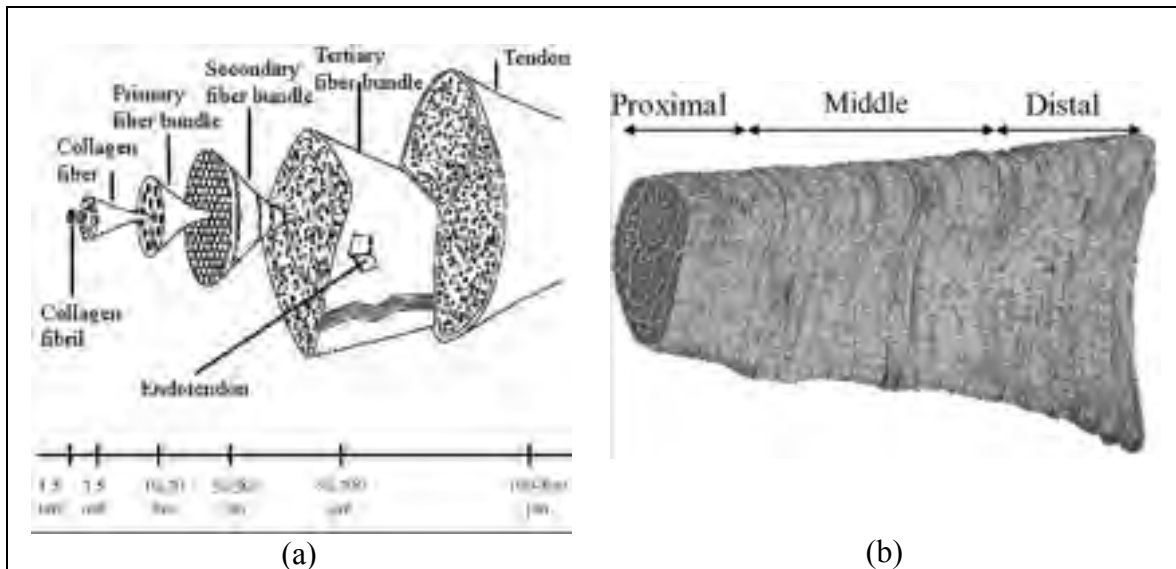 Tendon
Tertiary
fiber bundle
Secondary
fiber bundle
Primary
fiber bundle
Collagen
fiber
Collagen
fibril
Endotendon
(a)
Proximal
Middle
Distal
(b)